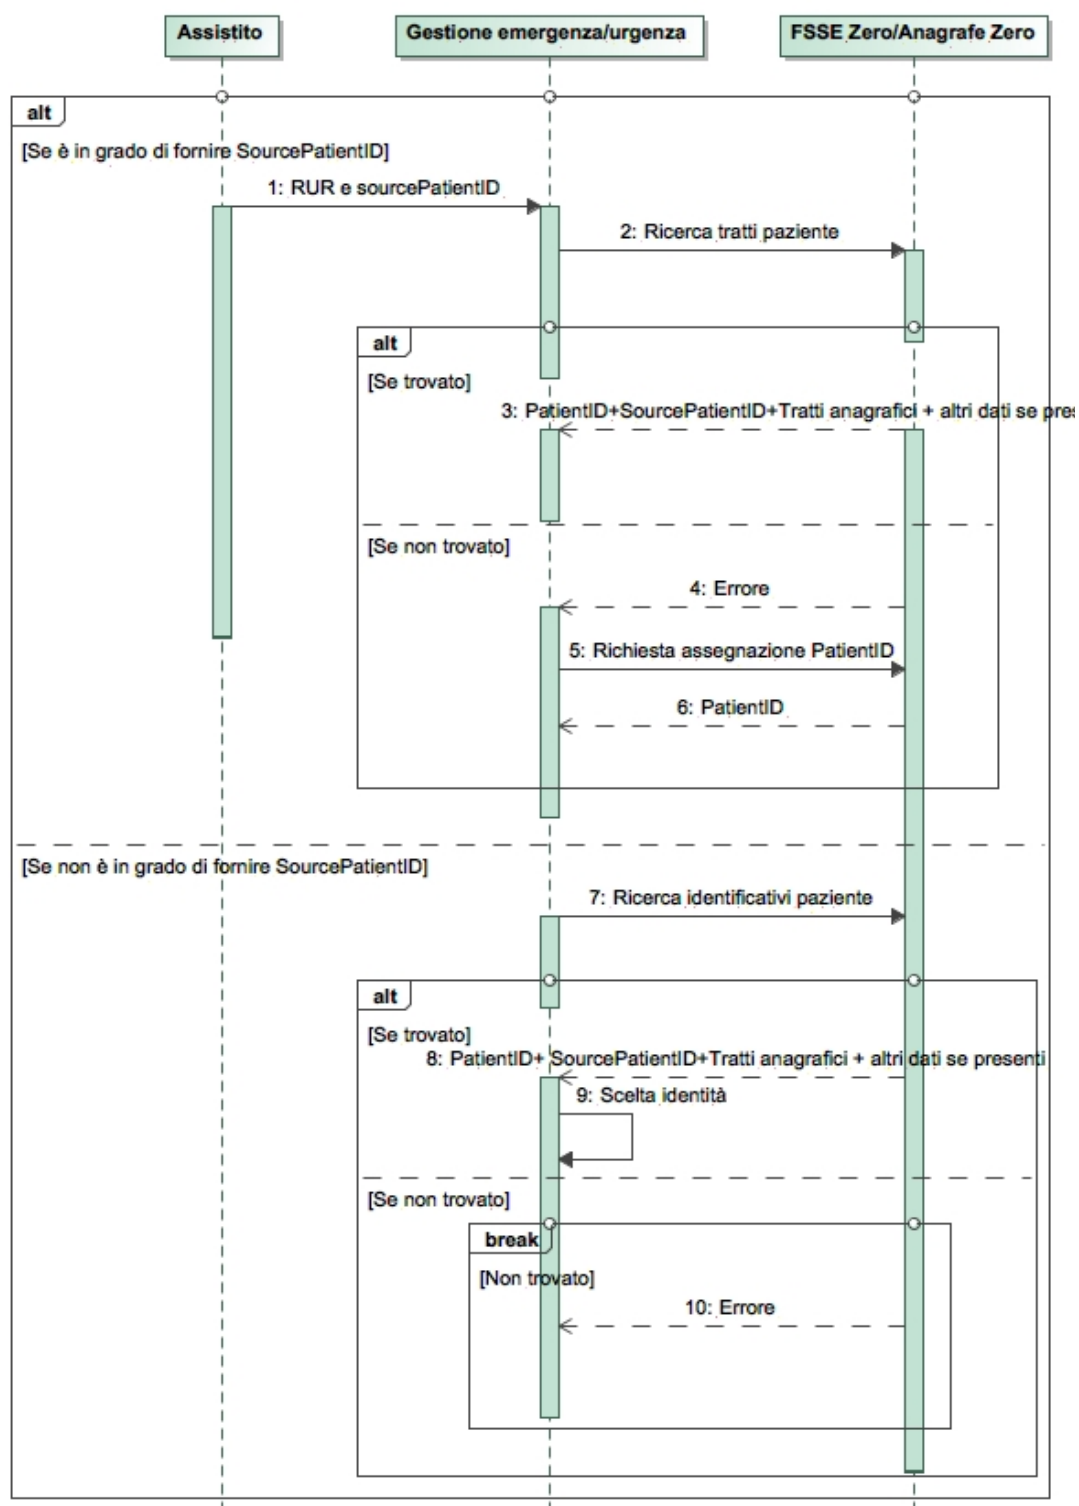 Assistito
Gestione emergenza/urgenza
FSSE Zero/Anagrafe Zero
alt
[Se è in grado di fornire SourcePatientID]
1: RUR e sourcePatientID
2: Ricerca tratti paziente
alt
[Se trovato]
3: PatientID+SourcePatientID+Tratti anagrafici + altri dati se pres
[Se non trovato]
4: Errore
5: Richiesta assegnazione PatientID
6: PatientID
[Se non è in grado di fornire SourcePatientID]
7: Ricerca identificativi paziente
alt
[Se trovato]
8: PatientID+ SourcePatientID+Tratti anagrafici + altri dati se presenti
9: Scelta identità
[Se non trovato]
break
[Non trovato]
10: Errore